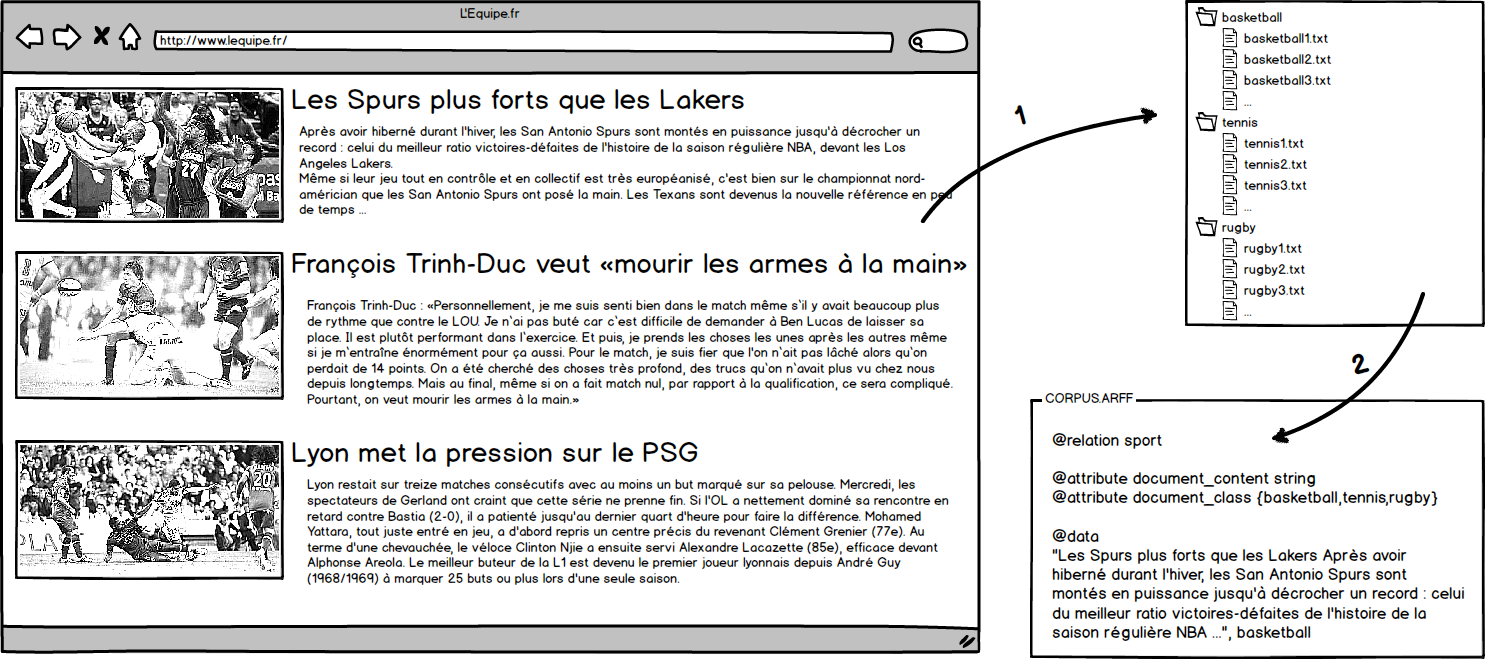 L'Equipe.fr
http://www.lequipe.fr/
Les Spurs plus forts que les Lakers
Après avoir hiberné durant l'hiver, les San Antonio Spurs sont montés en puissance jusqu'à décrocher un
record : celui du meilleur ratio victoires-défaites de l'histoire de la saison régulière NBA, devant les Los
Angeles Lakers.
Même si leur jeu tout en contrôle et en collectif est très européanisé, c'est bien sur le championnat nord-
américian que les San Antonio Spurs ont posé la main. Les Texans sont devenus la nouvelle référence en peu
de temps ...
François Trinh-Duc veut «mourir les armes à la main»
François Trinh-Duc : «Personnellement, je me suis senti bien dans le match même s`il y avait beaucoup plus
de rythme que contre le LOU. Je n`ai pas buté car c`est difficile de demander à Ben Lucas de laisser sa
place. Il est plutôt performant dans l`exercice. Et puis, je prends les choses les unes après les autres même
si je m`entraîne énormément pour ça aussi. Pour le match, je suis fier que l'on n`ait pas lâché alors qu`on
perdait de 14 points. On a été cherché des choses très profond, des trucs qu`on n`avait plus vu chez nous
depuis longtemps. Mais au final, même si on a fait match nul, par rapport à la qualification, ce sera compliqué.
Pourtant, on veut mourir les armes à la main.»
Lyon met la pression sur le PSG
Lyon restait sur treize matches consécutifs avec au moins un but marqué sur sa pelouse. Mercredi, les
spectateurs de Gerland ont craint que cette série ne prenne fin. Si l'OL a nettement dominé sa rencontre en
retard contre Bastia (2-0), il a patienté jusqu'au dernier quart d'heure pour faire la différence. Mohamed
Yattara, tout juste entré en jeu, a d'abord repris un centre précis du revenant Clément Grenier (77e). Au
terme d'une chevauchée, le véloce Clinton Njie a ensuite servi Alexandre Lacazette (85e), efficace devant
Alphonse Areola. Le meilleur buteur de la L1 est devenu le premier joueur lyonnais depuis André Guy
(1968/1969) à marquer 25 buts ou plus lors d'une seule saison.
1
basketball
basketball1.txt
basketball2.txt
basketball3.txt
...
tennis
tennis1.txt
tennis2.txt
tennis3.txt
...
rugby
rugby1.txt
rugby2.txt
rugby3.txt
...
2
CORPUS.ARFF
@relation sport
@attribute document_content string
@attribute document_class {basketball,tennis,rugby}
@data
"Les Spurs plus forts que les Lakers Après avoir
hiberné durant l'hiver, les San Antonio Spurs sont
montés en puissance jusqu'à décrocher un record : celui
du meilleur ratio victoires-défaites de l'histoire de la
saison régulière NBA ...", basketball